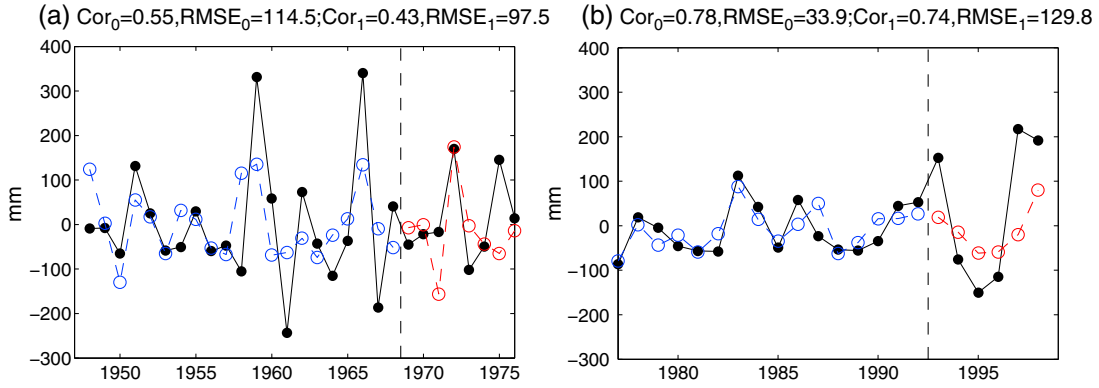 (a) Cor₀=0.55,RMSE₀=114.5;Cor₁=0.43,RMSE₁=97.5
400
300
200
100
0
−100
−200
−300
mm
1950 1955 1960 1965 1970 1975
(b) Cor₀=0.78,RMSE₀=33.9;Cor₁=0.74,RMSE₁=129.8
400
300
200
100
0
−100
−200
−300
mm
1980 1985 1990 1995